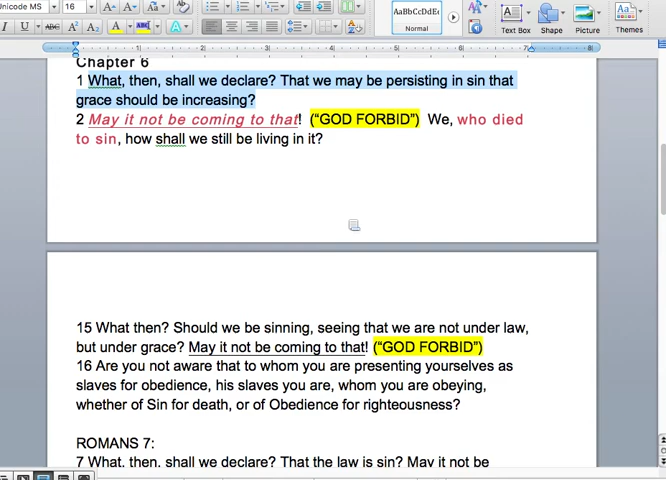 Unicode MS 16
AaBbCcDdEe
Normal
Text Box Shape Picture Themes
Chapter 6
1 What, then, shall we declare? That we may be persisting in sin that
grace should be increasing?
2 May it not be coming to that! (“GOD FORBID”) We, who died
to sin, how shall we still be living in it?
15 What then? Should we be sinning, seeing that we are not under law,
but under grace? May it not be coming to that! (“GOD FORBID”)
16 Are you not aware that to whom you are presenting yourselves as
slaves for obedience, his slaves you are, whom you are obeying,
whether of Sin for death, or of Obedience for righteousness?
ROMANS 7:
7 What, then, shall we declare? That the law is sin? May it not be